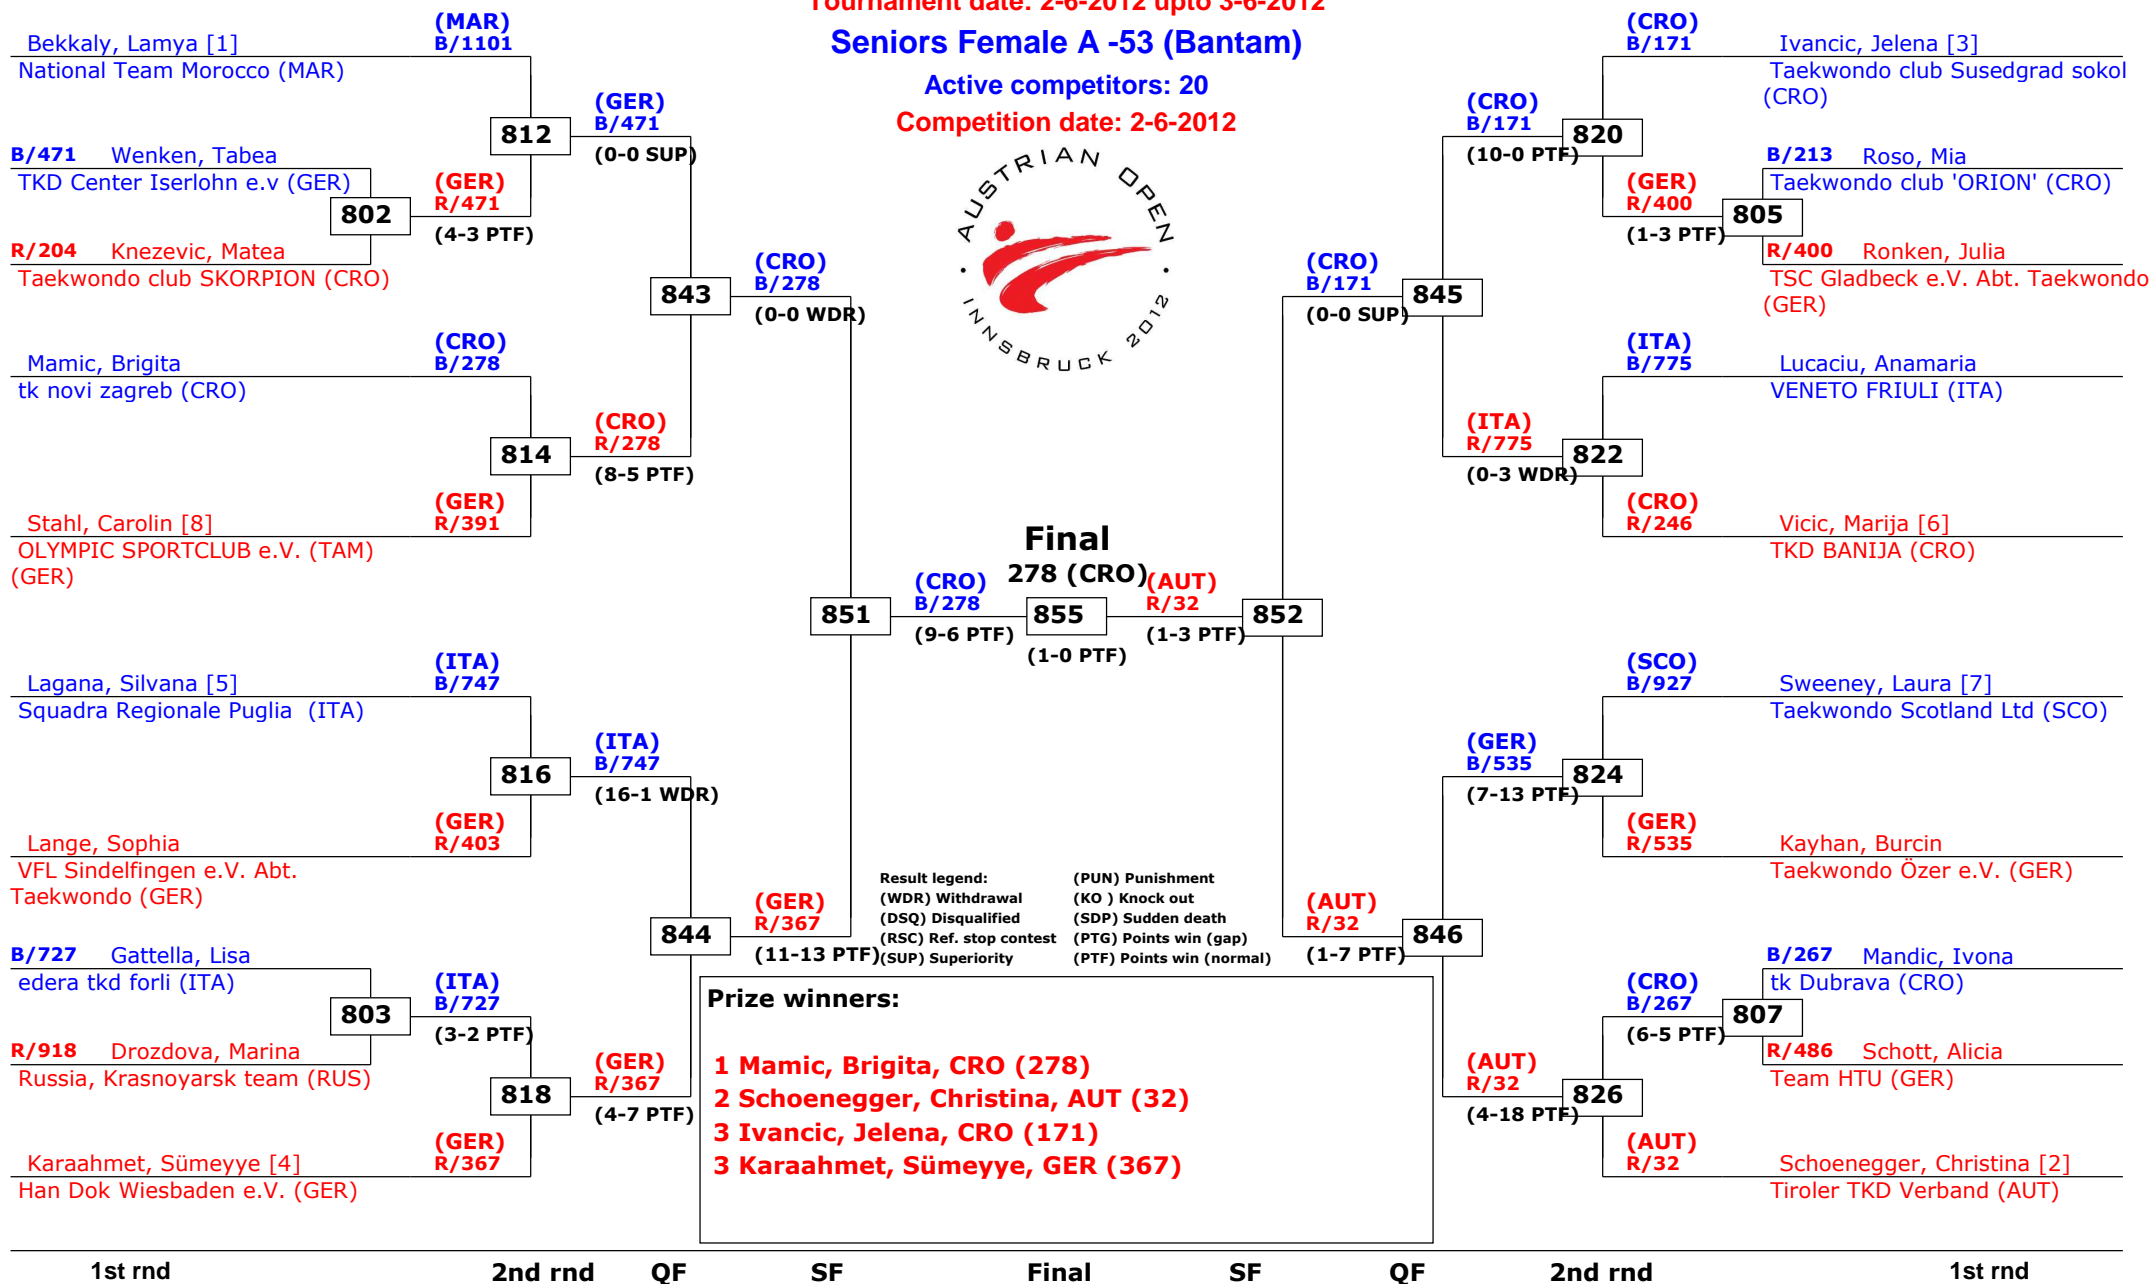 Tournament date: 2-6-2012 upto 3-6-2012
Seniors Female A -53 (Bantam)
Active competitors: 20
Competition date: 2-6-2012
AUSTRIAN OPEN
· INNSBRUCK 2012 ·
(MAR)
Bekkaly, Lamya [1] B/1101
National Team Morocco (MAR)
812
(GER)
B/471
(0-0 SUP)
B/471 Wenken, Tabea
TKD Center Iserlohn e.v (GER)
802
(GER)
R/471
(4-3 PTF)
R/204 Knezevic, Matea
Taekwondo club SKORPION (CRO)
843
(CRO)
B/278
(0-0 WDR)
(CRO)
Mamic, Brigita B/278
tk novi zagreb (CRO)
814
(CRO)
R/278
(8-5 PTF)
(GER)
Stahl, Carolin [8] R/391
OLYMPIC SPORTCLUB e.V. (TAM)
(GER)
851
(CRO)
B/278
(9-6 PTF)
(ITA)
Lagana, Silvana [5] B/747
Squadra Regionale Puglia (ITA)
816
(ITA)
B/747
(16-1 WDR)
(GER)
Lange, Sophia R/403
VFL Sindelfingen e.V. Abt.
Taekwondo (GER)
844
(GER)
R/367
(11-13 PTF)
B/727 Gattella, Lisa
edera tkd forli (ITA)
803
(ITA)
B/727
(3-2 PTF)
R/918 Drozdova, Marina
Russia, Krasnoyarsk team (RUS)
818
(GER)
R/367
(4-7 PTF)
(GER)
Karaahmet, Sümeyye [4] R/367
Han Dok Wiesbaden e.V. (GER)
Final
278 (CRO)
855
(1-0 PTF)
(AUT)
R/32
(1-3 PTF)
852
(CRO)
B/171 Ivancic, Jelena [3]
Taekwondo club Susedgrad sokol
(CRO)
(CRO)
B/171
(10-0 PTF)
820
B/213 Roso, Mia
Taekwondo club 'ORION' (CRO)
(GER)
R/400
(1-3 PTF)
805
R/400 Ronken, Julia
TSC Gladbeck e.V. Abt. Taekwondo
(GER)
(CRO)
B/171
(0-0 SUP)
845
(ITA)
B/775 Lucaciu, Anamaria
VENETO FRIULI (ITA)
(ITA)
R/775
(0-3 WDR)
822
(CRO)
R/246 Vicic, Marija [6]
TKD BANIJA (CRO)
(SCO)
B/927 Sweeney, Laura [7]
Taekwondo Scotland Ltd (SCO)
(GER)
B/535
(7-13 PTF)
824
(GER)
R/535 Kayhan, Burcin
Taekwondo Özer e.V. (GER)
(AUT)
R/32
(1-7 PTF)
846
B/267 Mandic, Ivona
tk Dubrava (CRO)
(CRO)
B/267
(6-5 PTF)
807
R/486 Schott, Alicia
Team HTU (GER)
(AUT)
R/32
(4-18 PTF)
826
(AUT)
R/32 Schoenegger, Christina [2]
Tiroler TKD Verband (AUT)
Result legend: (PUN) Punishment
(WDR) Withdrawal (KO ) Knock out
(DSQ) Disqualified (SDP) Sudden death
(RSC) Ref. stop contest (PTG) Points win (gap)
(SUP) Superiority (PTF) Points win (normal)
Prize winners:
1 Mamic, Brigita, CRO (278)
2 Schoenegger, Christina, AUT (32)
3 Ivancic, Jelena, CRO (171)
3 Karaahmet, Sümeyye, GER (367)
1st rnd 2nd rnd QF SF Final SF QF 2nd rnd 1st rnd